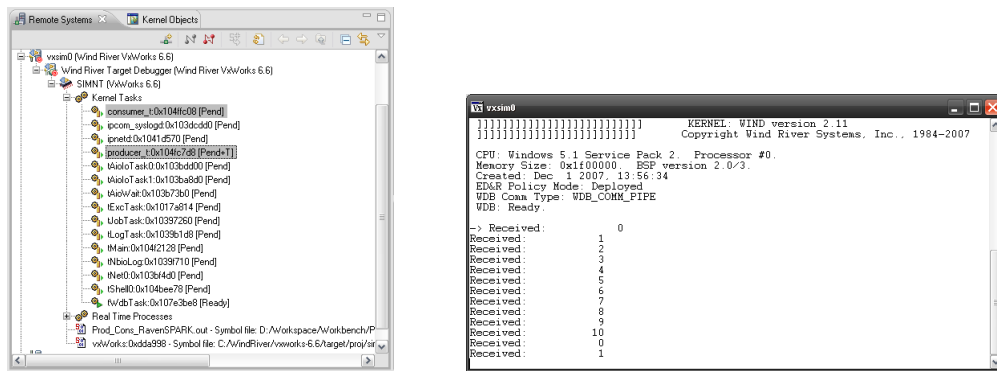 Remote Systems
Kernel Objects
vxsim0 (Wind River VxWorks 6.6)
Wind River Target Debugger (Wind River VxWorks 6.6)
SIMNT (VxWorks 6.6)
Kernel Tasks
consumer_t:0x104ffc08 [Pend]
ipcom_syslogd:0x103dcdd0 [Pend]
ipnetd:0x1041d570 [Pend]
producer_t:0x104fc7d8 [Pend+T]
tAioIoTask0:0x103bdd00 [Pend]
tAioIoTask1:0x103ba8d0 [Pend]
tAioWait:0x103b73b0 [Pend]
tExcTask:0x1017a814 [Pend]
tJobTask:0x10397260 [Pend]
tLogTask:0x1039b1d8 [Pend]
tMain:0x104f2128 [Pend]
tNbioLog:0x1039f710 [Pend]
tNet0:0x103bf4d0 [Pend]
tShell0:0x104bee78 [Pend]
tWdbTask:0x107e3be8 [Ready]
Real Time Processes
Prod_Cons_RavenSPARK.out - Symbol file: D:/Workspace/Workbench/P
vxWorks:0xdda998 - Symbol file: C:/WindRiver/vxworks-6.6/target/proj/sim
vxsim0
]]]]]]]]]]]]]]]]]]]]]]]]]] KERNEL: WIND version 2.11
]]]]]]]]]]]]]]]]]]]]]]]]] Copyright Wind River Systems, Inc., 1984-2007
CPU: Windows 5.1 Service Pack 2. Processor #0.
Memory Size: 0x1f00000. BSP version 2.0/3.
Created: Dec 1 2007, 13:56:34
ED&R Policy Mode: Deployed
WDB Comm Type: WDB_COMM_PIPE
WDB: Ready.
-> Received: 0
Received: 1
Received: 2
Received: 3
Received: 4
Received: 5
Received: 6
Received: 7
Received: 8
Received: 9
Received: 10
Received: 0
Received: 1